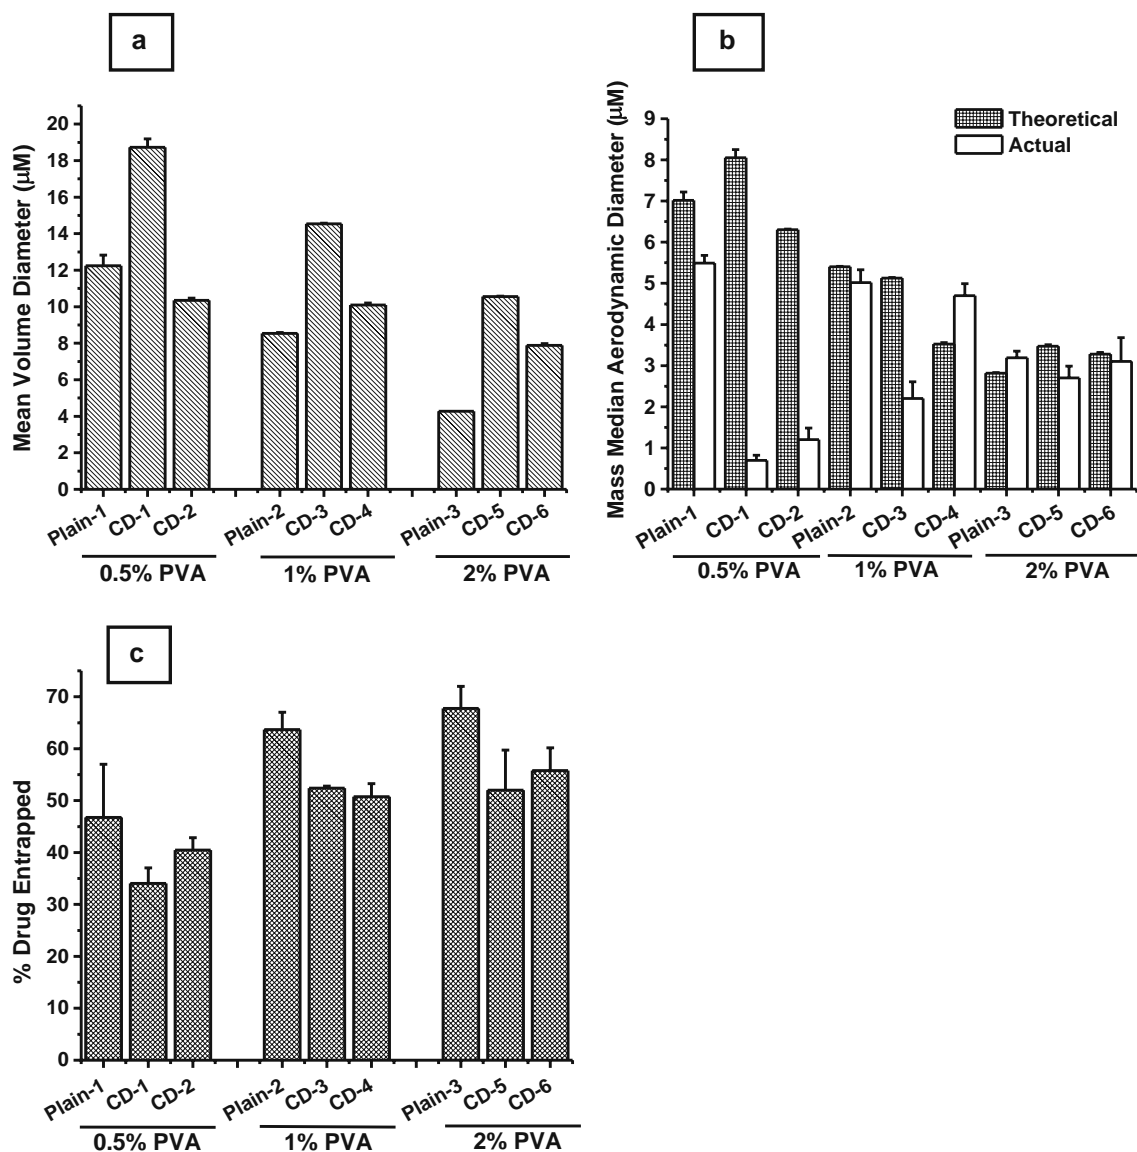 a
Mean Volume Diameter (μM)
20
18
16
14
12
10
8
6
4
2
0
Plain-1 CD-1 CD-2 Plain-2 CD-3 CD-4 Plain-3 CD-5 CD-6
0.5% PVA 1% PVA 2% PVA
b
Mass Median Aerodynamic Diameter (μM)
9
8
7
6
5
4
3
2
1
0
Theoretical
Actual
Plain-1 CD-1 CD-2 Plain-2 CD-3 CD-4 Plain-3 CD-5 CD-6
0.5% PVA 1% PVA 2% PVA
c
% Drug Entrapped
70
60
50
40
30
20
10
0
Plain-1 CD-1 CD-2 Plain-2 CD-3 CD-4 Plain-3 CD-5 CD-6
0.5% PVA 1% PVA 2% PVA